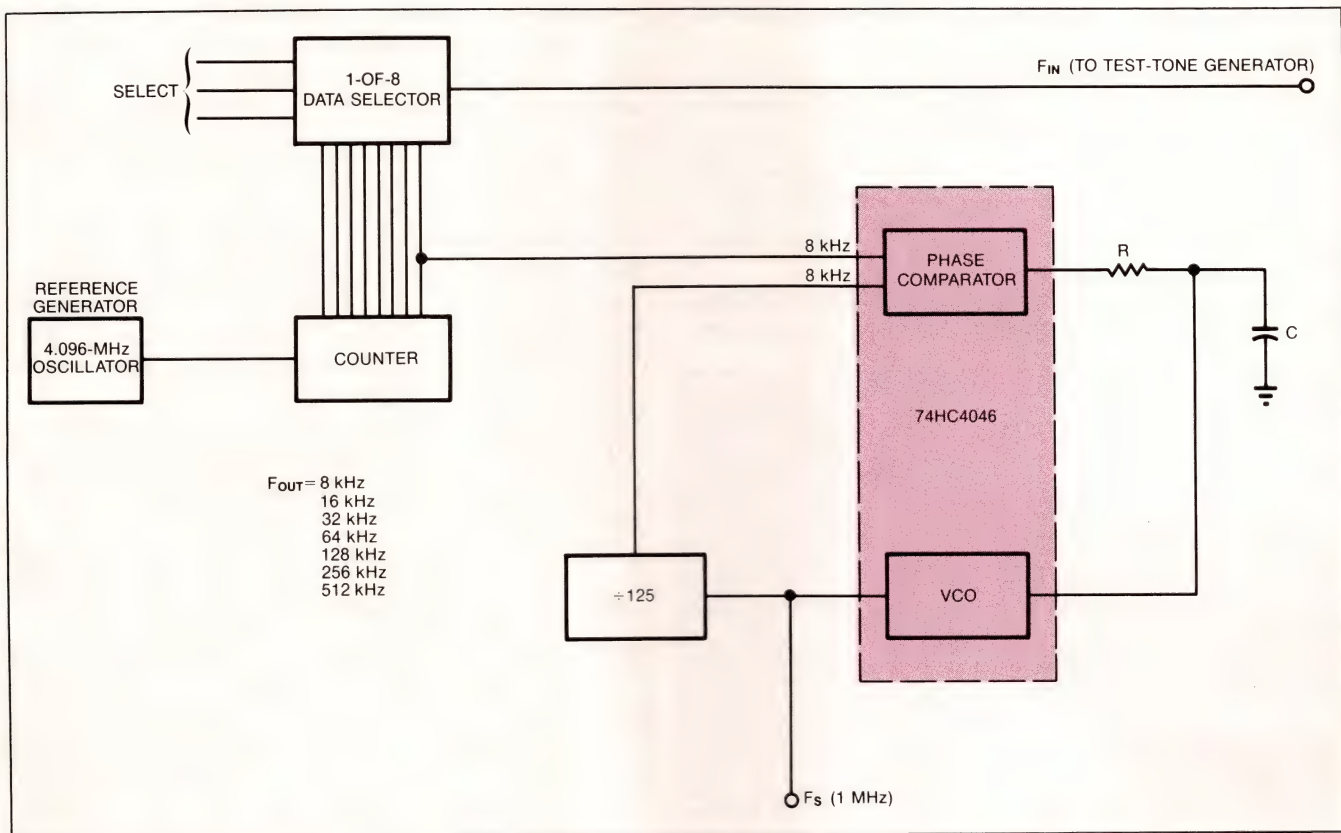 SELECT
1-OF-8
DATA SELECTOR
FIN (TO TEST-TONE GENERATOR)
8 kHz
8 kHz
PHASE
COMPARATOR
R
C
REFERENCE
GENERATOR
4.096-MHz
OSCILLATOR
COUNTER
74HC4046
FOUT= 8 kHz
16 kHz
32 kHz
64 kHz
128 kHz
256 kHz
512 kHz
÷125
VCO
FS (1 MHz)